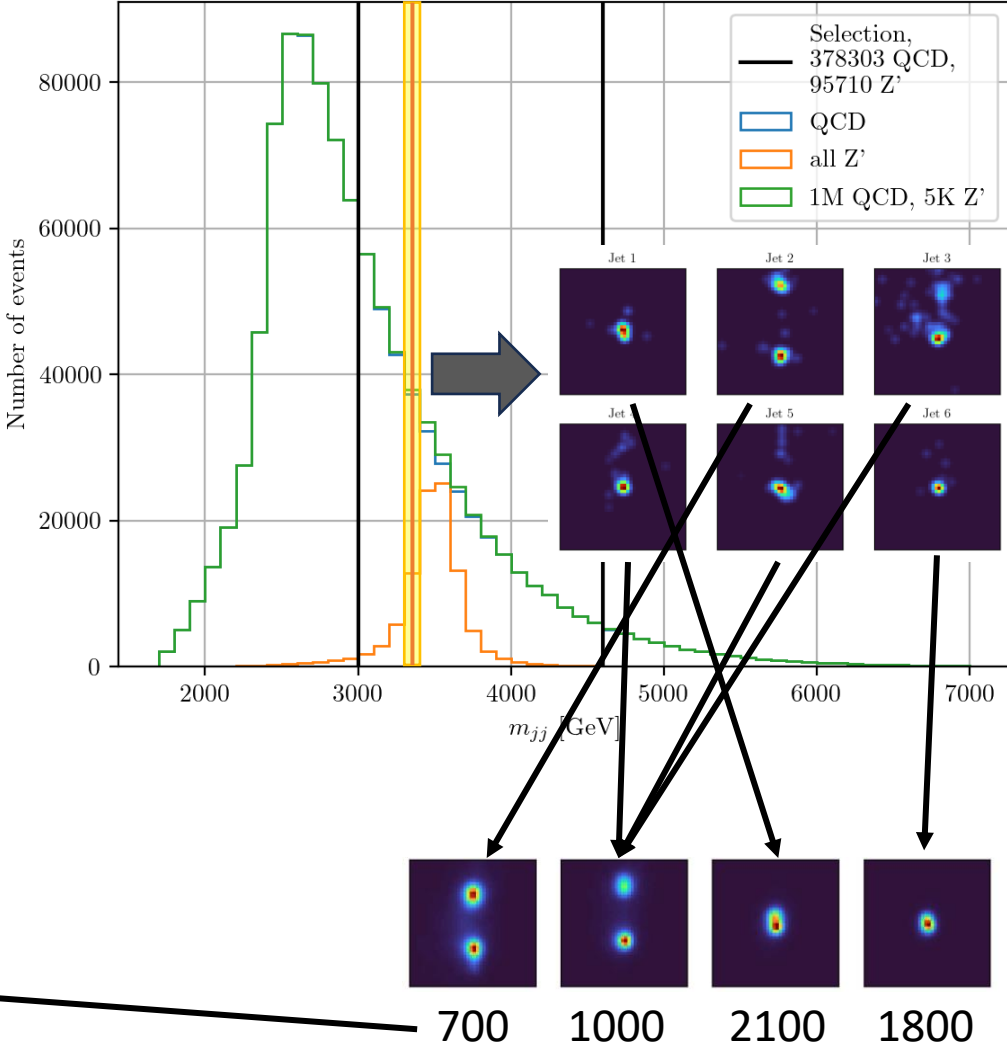 Selection,
378303 QCD,
95710 Z'
QCD
all Z'
1M QCD, 5K Z'
Number of events
80000
60000
40000
20000
0
2000
3000
4000
5000
6000
7000
m_jj [GeV]
Jet 1
Jet 2
Jet 3
Jet
Jet 5
Jet 6
700
1000
2100
1800